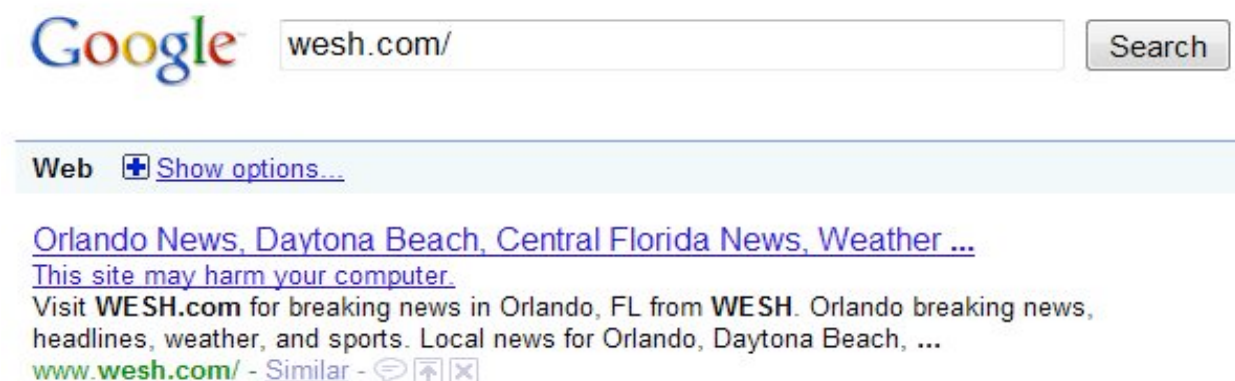 Google wesh.com/ Search
Web Show options...
Orlando News, Daytona Beach, Central Florida News, Weather ...
This site may harm your computer.
Visit WESH.com for breaking news in Orlando, FL from WESH. Orlando breaking news,
headlines, weather, and sports. Local news for Orlando, Daytona Beach, ...
www.wesh.com/ - Similar -